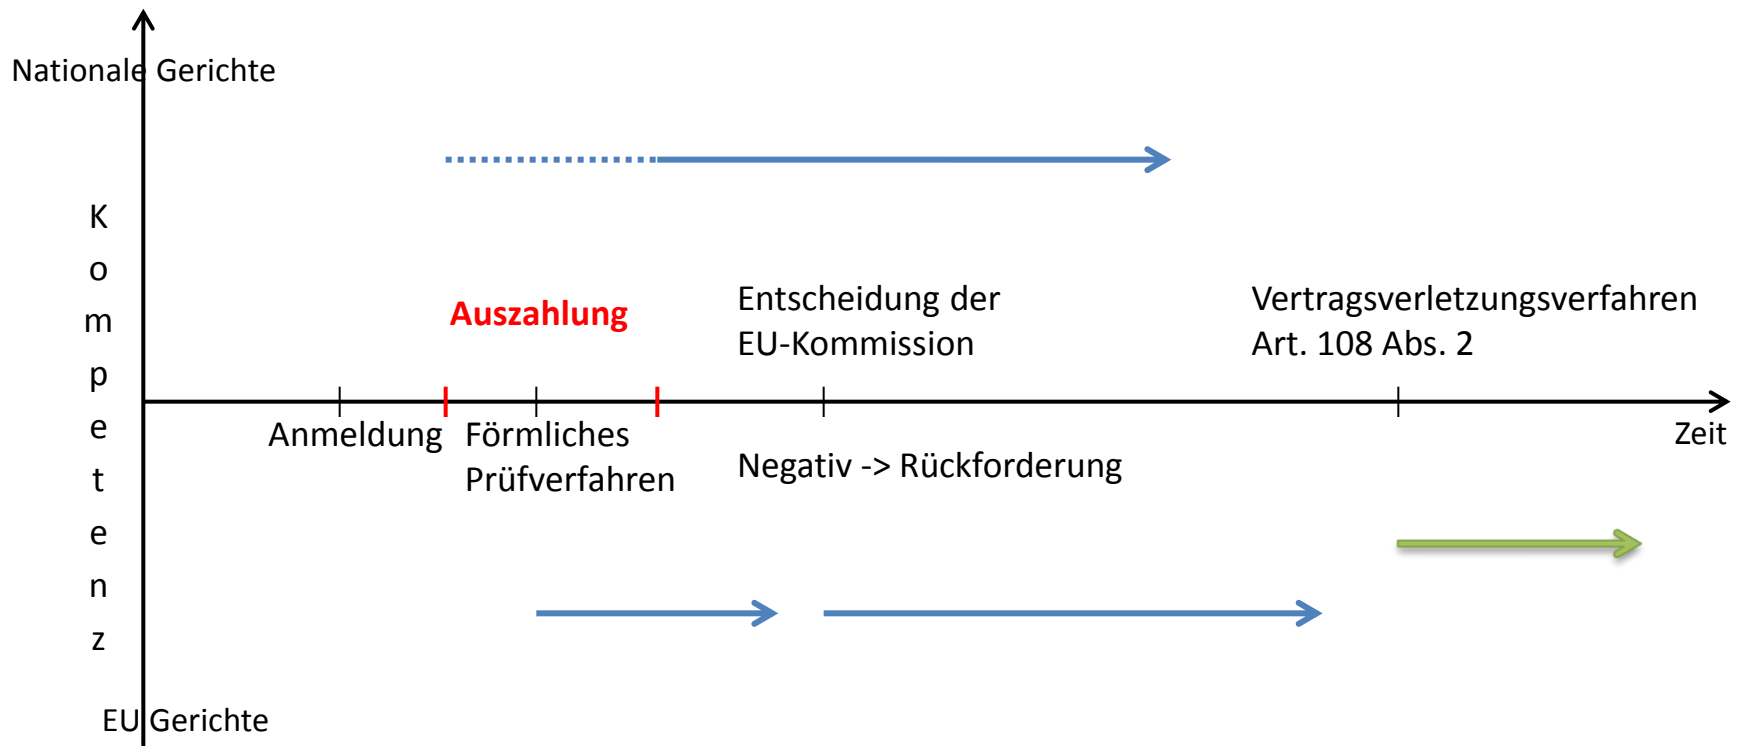 Nationale Gerichte
Kompetenz
Auszahlung
Entscheidung der
EU-Kommission
Vertragsverletzungsverfahren
Art. 108 Abs. 2
Anmeldung
Förmliches
Prüfverfahren
Negativ -> Rückforderung
Zeit
EU Gerichte